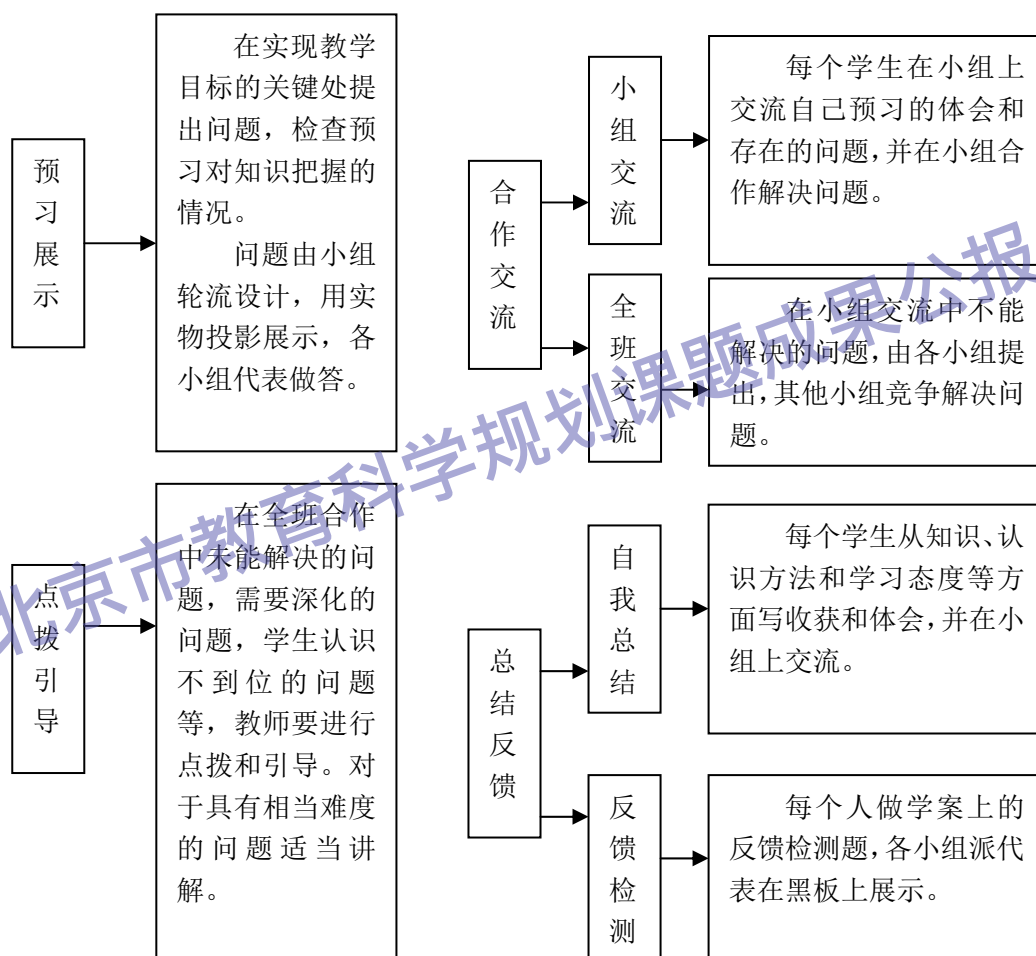 预习展示
在实现教学
目标的关键处提
出问题，检查预
习对知识把握的
情况。
问题由小组
轮流设计，用实
物投影展示，各
小组代表做答。
合作交流
小组交流
每个学生在小组上
交流自己预习的体会和
存在的问题，并在小组合
作解决问题。
全班交流
在小组交流中不能
解决的问题，由各小组提
出，其他小组竞争解决问
题。
点拨引导
在全班合作
中未能解决的问
题，需要深化的
问题，学生认识
不到位的问题
等，教师要进行
点拨和引导。对
于具有相当难度
的问题适当讲
解。
总结反馈
自我总结
每个学生从知识、认
识方法和学习态度等方
面写收获和体会，并在小
组上交流。
反馈检测
每个人做学案上的
反馈检测题，各小组派代
表在黑板上展示。
北京市教育科学规划课题成果公报